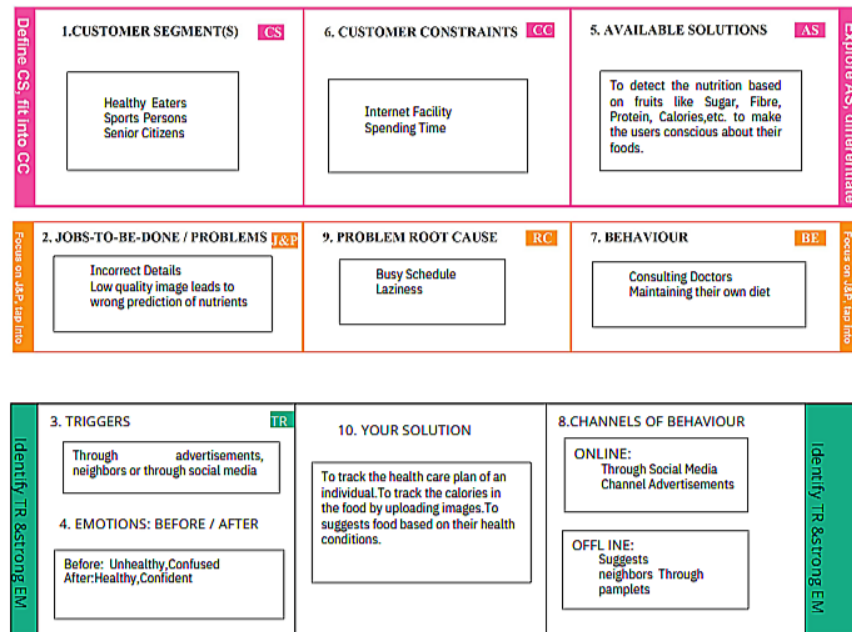 Define CS, fit into CC
1.CUSTOMER SEGMENT(S) CS
Healthy Eaters
Sports Persons
Senior Citizens
6. CUSTOMER CONSTRAINTS CC
Internet Facility
Spending Time
5. AVAILABLE SOLUTIONS AS
To detect the nutrition based
on fruits like Sugar, Fibre,
Protein, Calories,etc. to make
the users conscious about their
foods.
Explore AS, differentiate
Focus on J&P, tap into
2. JOBS-TO-BE-DONE / PROBLEMS J&P
Incorrect Details
Low quality image leads to
wrong prediction of nutrients
9. PROBLEM ROOT CAUSE RC
Busy Schedule
Laziness
7. BEHAVIOUR BE
Consulting Doctors
Maintaining their own diet
Focus on J&P, tap into
Identify TR &strong EM
3. TRIGGERS TR
Through advertisements,
neighbors or through social media
4. EMOTIONS: BEFORE / AFTER
Before: Unhealthy,Confused
After:Healthy,Confident
10. YOUR SOLUTION
To track the health care plan of an
individual.To track the calories in
the food by uploading images.To
suggests food based on their health
conditions.
8.CHANNELS OF BEHAVIOUR
ONLINE:
Through Social Media
Channel Advertisements
OFFLINE:
Suggests
neighbors Through
pamplets
Identify TR &strong EM